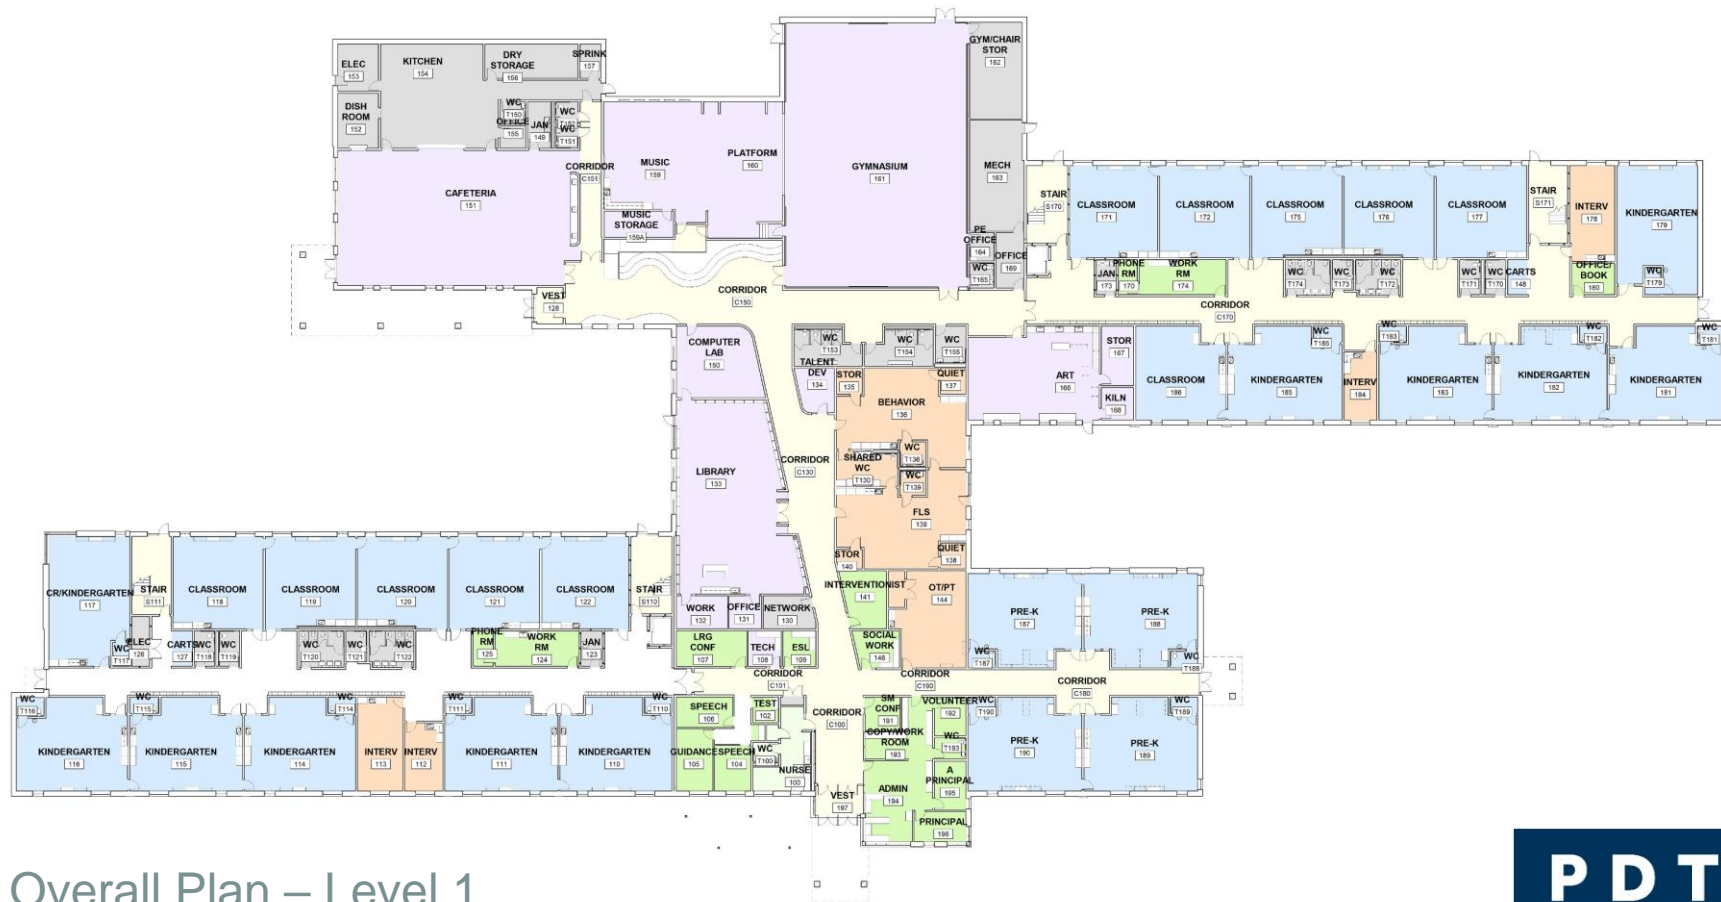 ELEC
153
KITCHEN
154
DRY
STORAGE
156
SPRINK
157
DISH
ROOM
152
WC
T150
OFFICE
155
JAN
149
WC
WC
T151
CORRIDOR
C151
CAFETERIA
151
MUSIC
159
PLATFORM
160
MUSIC
STORAGE
159A
GYMNASIUM
161
GYM/CHAIR
STOR
162
MECH
163
PE
OFFICE
164
WC
T165
OFFICE
169
VEST
128
CORRIDOR
C150
STAIR
S170
CLASSROOM
171
CLASSROOM
172
CLASSROOM
175
CLASSROOM
176
CLASSROOM
177
STAIR
S171
INTERV
178
KINDERGARTEN
179
JAN
173
PHONE
RM
170
WORK
RM
174
WC
T174
WC
T173
WC
T172
WC
T171
WC
T170
CARTS
148
OFFICE/
BOOK
180
WC
T179
CORRIDOR
C170
COMPUTER
LAB
150
WC
T153
WC
T154
WC
T155
TALENT
DEV
134
STOR
135
QUIET
137
BEHAVIOR
136
ART
166
STOR
167
KILN
168
CLASSROOM
186
WC
T185
KINDERGARTEN
185
INTERV
184
WC
T183
KINDERGARTEN
183
WC
T182
KINDERGARTEN
182
WC
T181
KINDERGARTEN
181
LIBRARY
133
CORRIDOR
C130
SHARED
WC
T130
WC
T136
WC
T139
FLS
139
STOR
140
QUIET
138
CR/KINDERGARTEN
117
STAIR
S111
CLASSROOM
118
CLASSROOM
119
CLASSROOM
120
CLASSROOM
121
CLASSROOM
122
STAIR
S110
WORK
132
OFFICE
131
NETWORK
130
INTERVENTIONIST
141
OT/PT
144
PRE-K
187
PRE-K
188
WC
T117
ELEC
126
CARTS
127
WC
T118
WC
T119
WC
T120
WC
T121
WC
T122
PHONE
RM
125
WORK
RM
124
JAN
123
LRG
CONF
107
TECH
108
ESL
109
SOCIAL
WORK
146
WC
T187
WC
T188
CORRIDOR
C101
CORRIDOR
C190
CORRIDOR
C180
WC
T116
WC
T115
WC
T114
WC
T111
WC
T110
KINDERGARTEN
116
KINDERGARTEN
115
KINDERGARTEN
114
INTERV
113
INTERV
112
KINDERGARTEN
111
KINDERGARTEN
110
SPEECH
106
TEST
102
GUIDANCE
105
SPEECH
104
WC
T100
NURSE
100
CORRIDOR
C100
VEST
197
SM
CONF
191
VOLUNTEER
192
COPY/WORK
ROOM
193
WC
T193
A
PRINCIPAL
195
ADMIN
194
PRINCIPAL
WC
T190
WC
T189
PRE-K
190
PRE-K
189
Overall Plan – Level 1
PDT